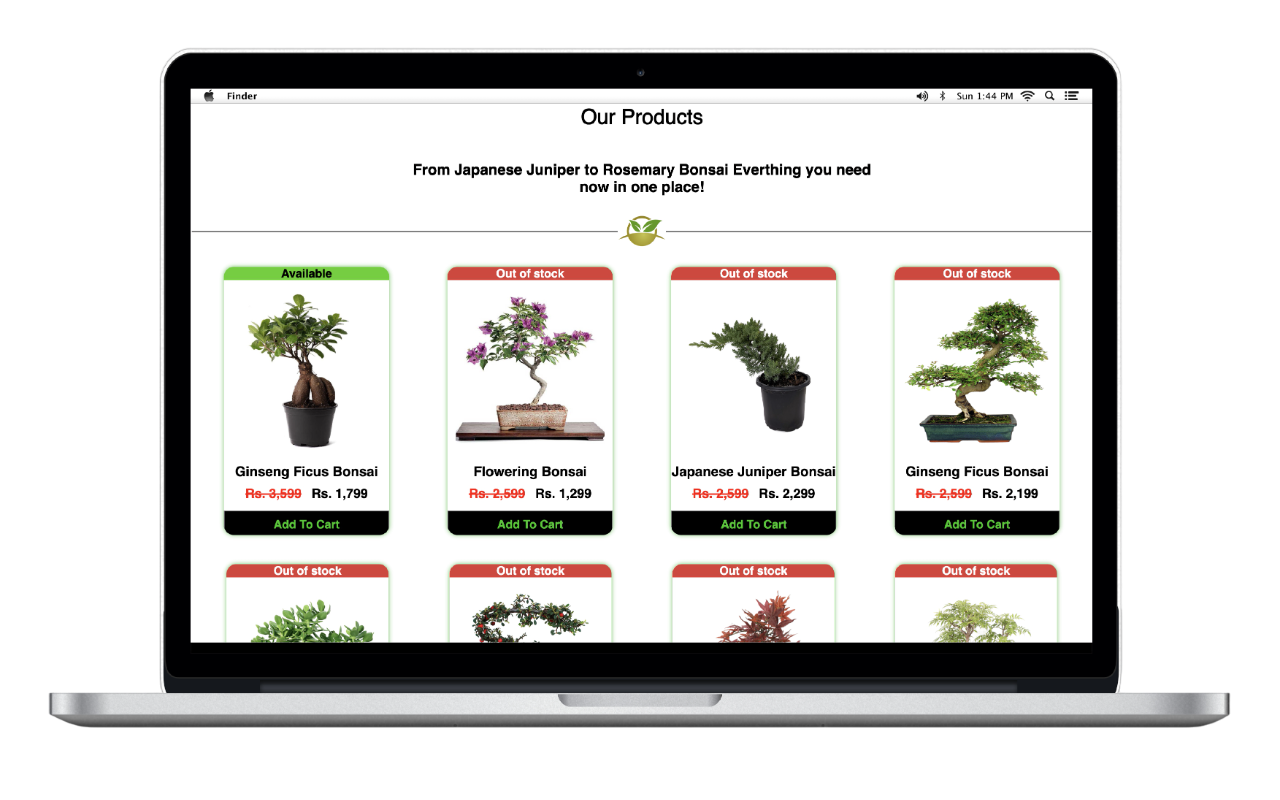 Finder
Sun 1:44 PM
Our Products
From Japanese Juniper to Rosemary Bonsai Everthing you need
now in one place!
Available
Out of stock
Out of stock
Out of stock
Ginseng Ficus Bonsai
Flowering Bonsai
Japanese Juniper Bonsai
Ginseng Ficus Bonsai
Rs. 3,599 Rs. 1,799
Rs. 2,599 Rs. 1,299
Rs. 2,599 Rs. 2,299
Rs. 2,599 Rs. 2,199
Add To Cart
Add To Cart
Add To Cart
Add To Cart
Out of stock
Out of stock
Out of stock
Out of stock